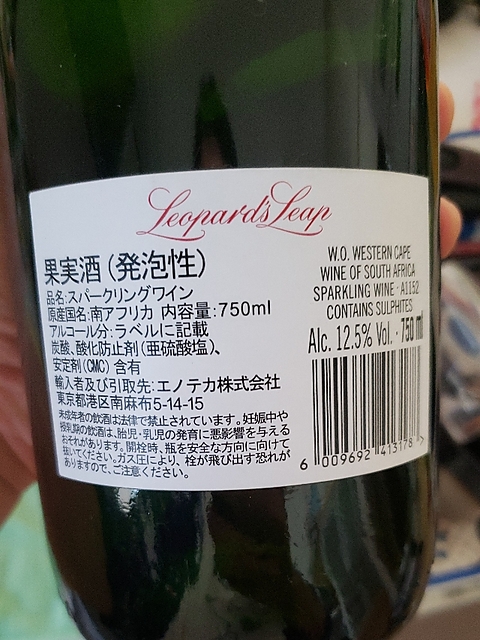 Leopard's Leap
果実酒(発泡性)
品名:スパークリングワイン
原産国名:南アフリカ 内容量:750ml
アルコール分:ラベルに記載
炭酸、酸化防止剤(亜硫酸塩)、
安定剤(CMC)含有
輸入者及び引取先:エノテカ株式会社
東京都港区南麻布5-14-15
未成年者の飲酒は法律で禁止されています。妊娠中や
授乳期の飲酒は、胎児・乳児の発育に悪影響を与える
おそれがあります。開栓時、瓶を安全な方向に向けて
抜いてください。ガス圧により、栓が飛び出す恐れが
ありますので、ご注意ください。
W.O. WESTERN CAPE
WINE OF SOUTH AFRICA
SPARKLING WINE · A1152
CONTAINS SULPHITES
Alc. 12.5% Vol. · 750 ml
6 009692 413178 >